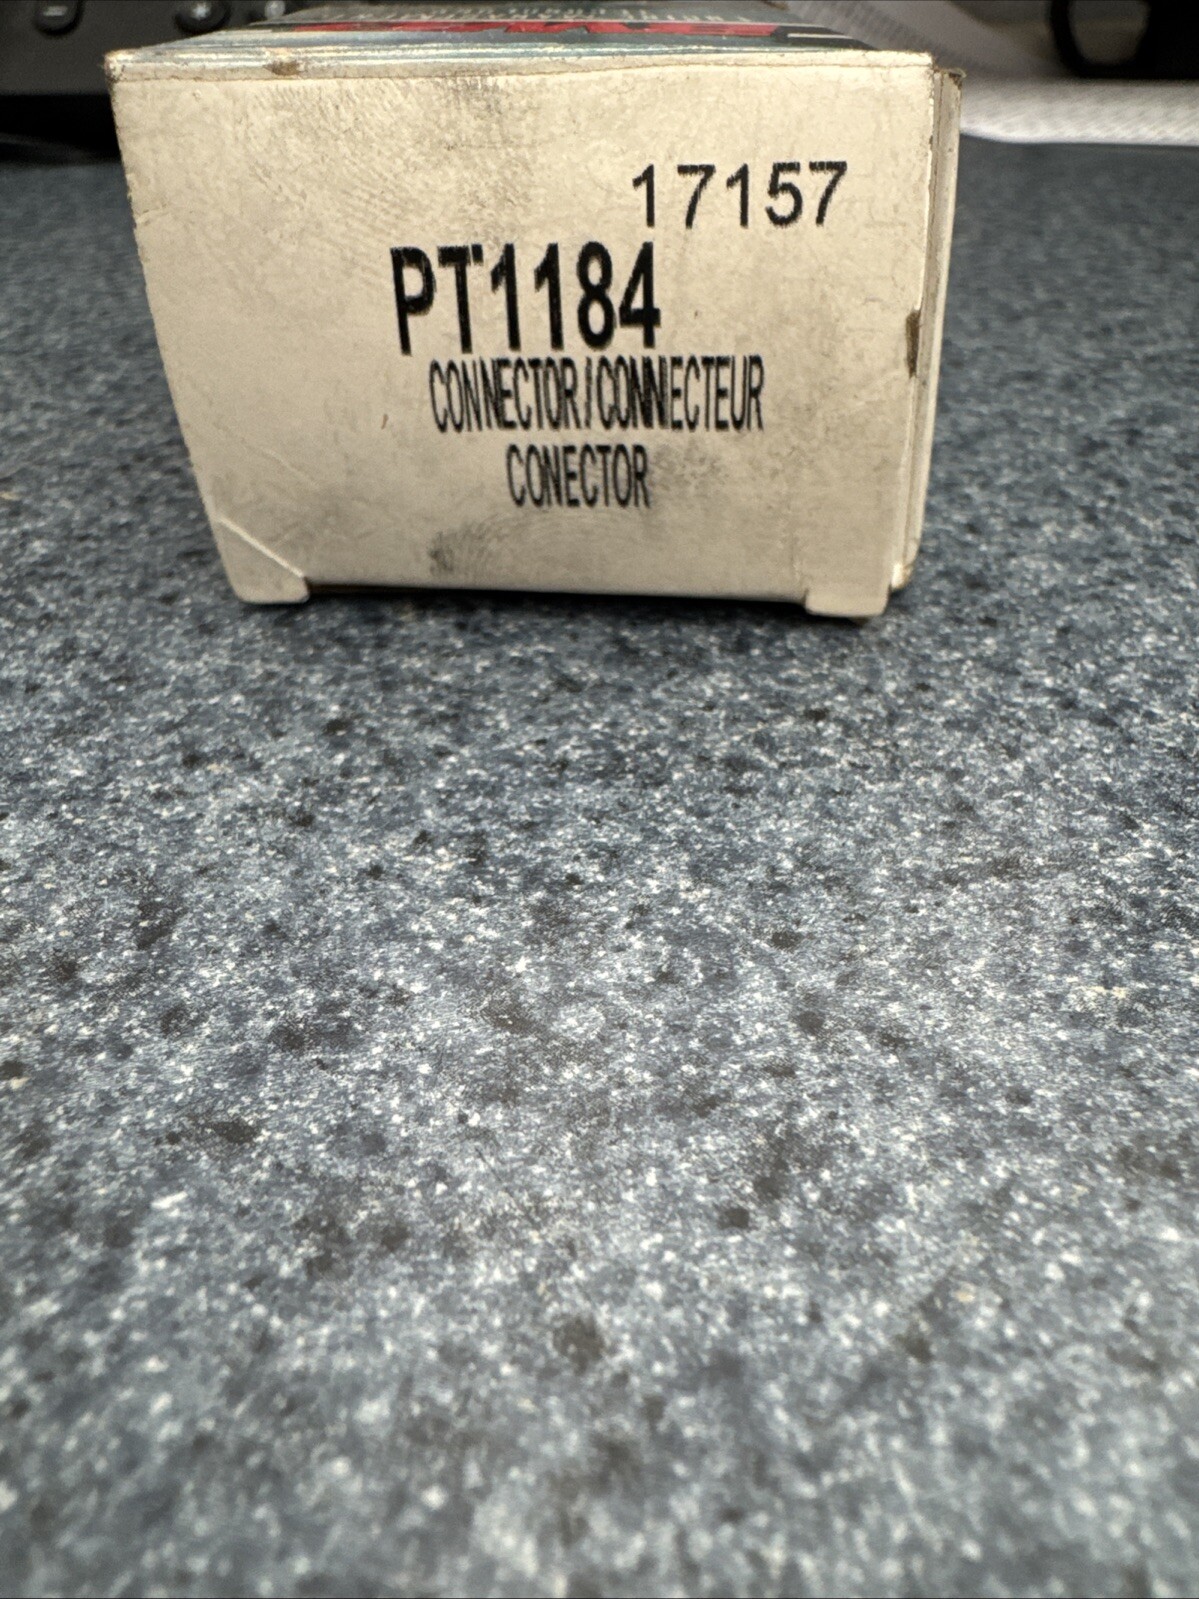 17157
PT1184
CONNECTOR/CONNECTEUR
CONECTOR